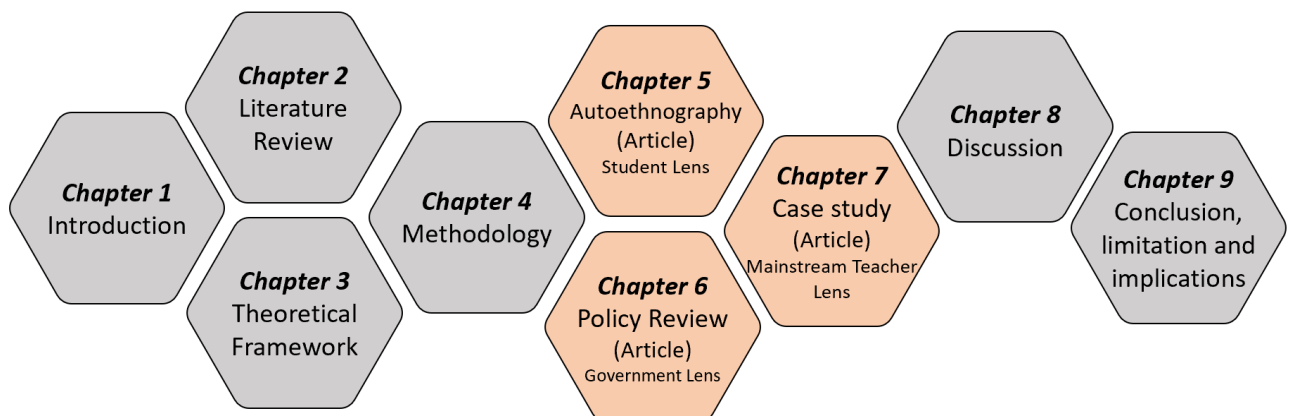 Chapter 1
Introduction
Chapter 2
Literature
Review
Chapter 3
Theoretical
Framework
Chapter 4
Methodology
Chapter 5
Autoethnography
(Article)
Student Lens
Chapter 6
Policy Review
(Article)
Government Lens
Chapter 7
Case study
(Article)
Mainstream Teacher
Lens
Chapter 8
Discussion
Chapter 9
Conclusion,
limitation and
implications